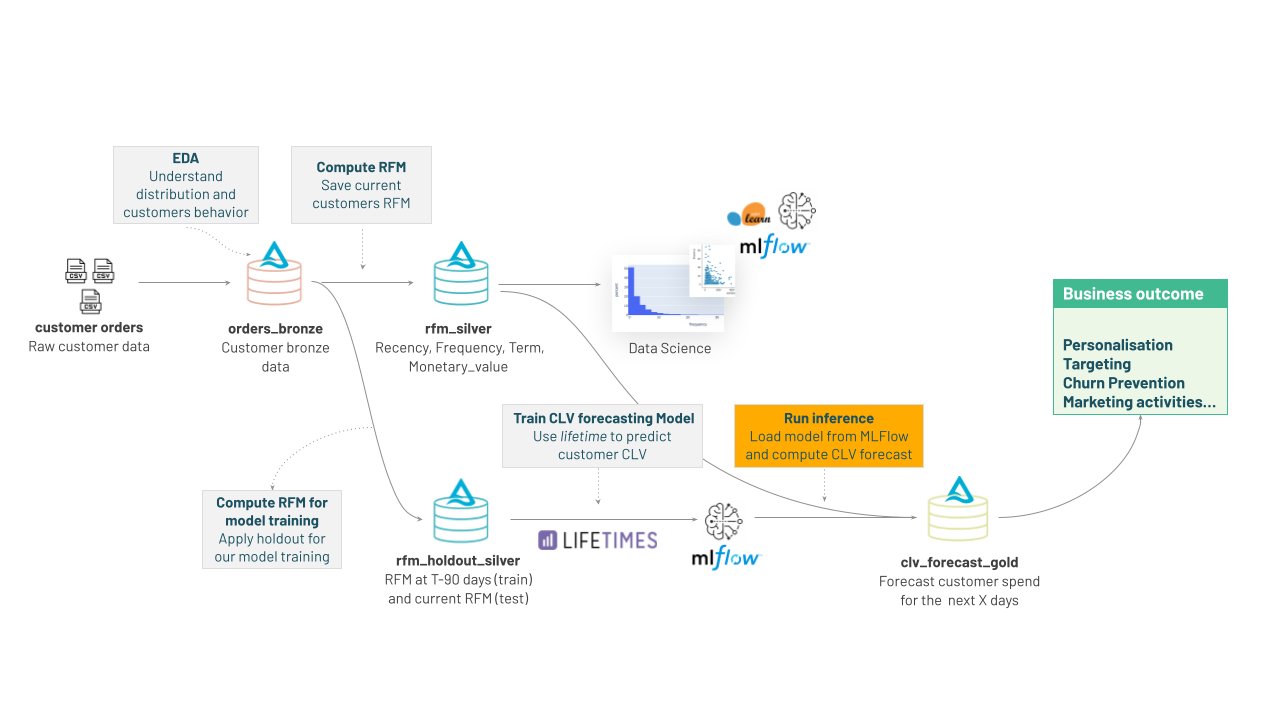 EDA
Understand
distribution and
customers behavior
Compute RFM
Save current
customers RFM
learn
mlflow
CSV CSV
CSV
customer orders
Raw customer data
orders_bronze
Customer bronze
data
rfm_silver
Recency, Frequency, Term,
Monetary_value
Data Science
Business outcome
Personalisation
Targeting
Churn Prevention
Marketing activities...
Train CLV forecasting Model
Use lifetime to predict
customer CLV
Run inference
Load model from MLFlow
and compute CLV forecast
Compute RFM for
model training
Apply holdout for
our model training
LIFETIMES
mlflow
rfm_holdout_silver
RFM at T-90 days (train)
and current RFM (test)
clv_forecast_gold
Forecast customer spend
for the next X days